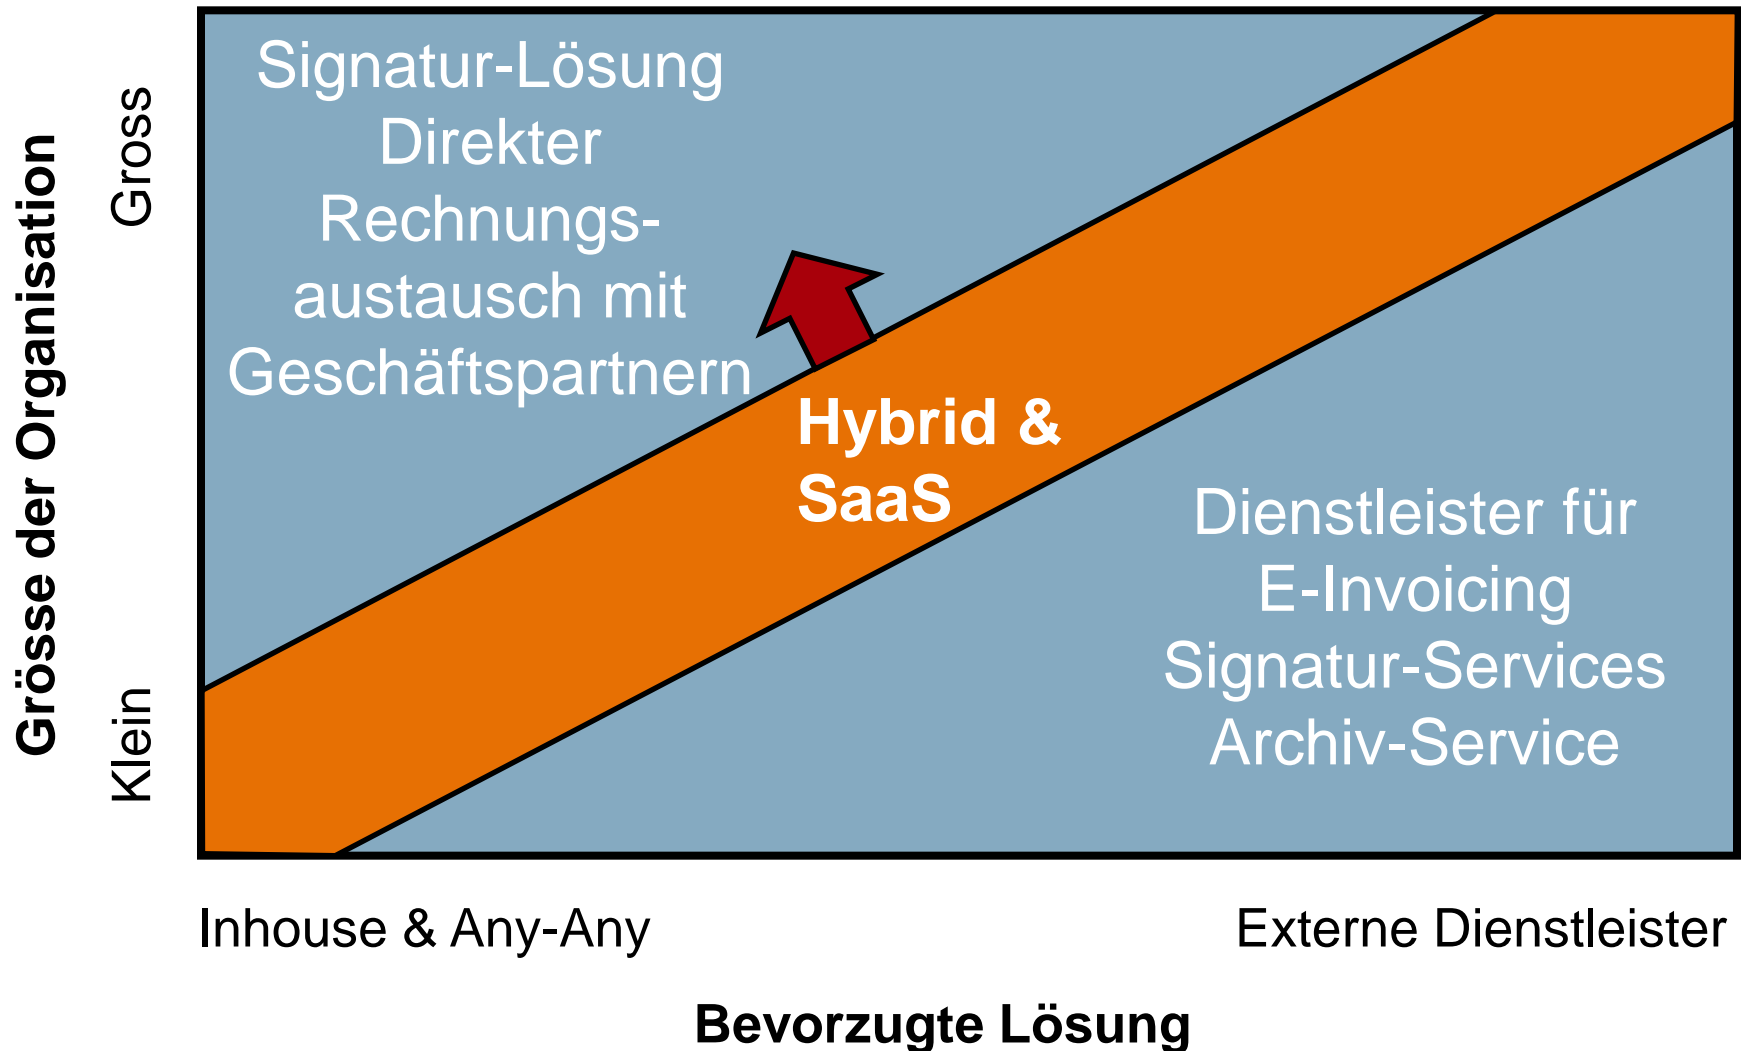 Grösse der Organisation
Gross
Klein
Signatur-Lösung
Direkter
Rechnungs-
austausch mit
Geschäftspartnern
Hybrid &
SaaS
Dienstleister für
E-Invoicing
Signatur-Services
Archiv-Service
Inhouse & Any-Any
Externe Dienstleister
Bevorzugte Lösung